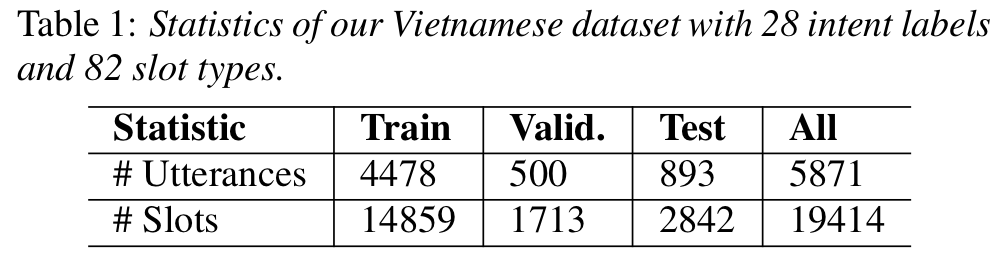 Table 1: Statistics of our Vietnamese dataset with 28 intent labels
and 82 slot types.
Statistic Train Valid. Test All
# Utterances 4478 500 893 5871
# Slots 14859 1713 2842 19414